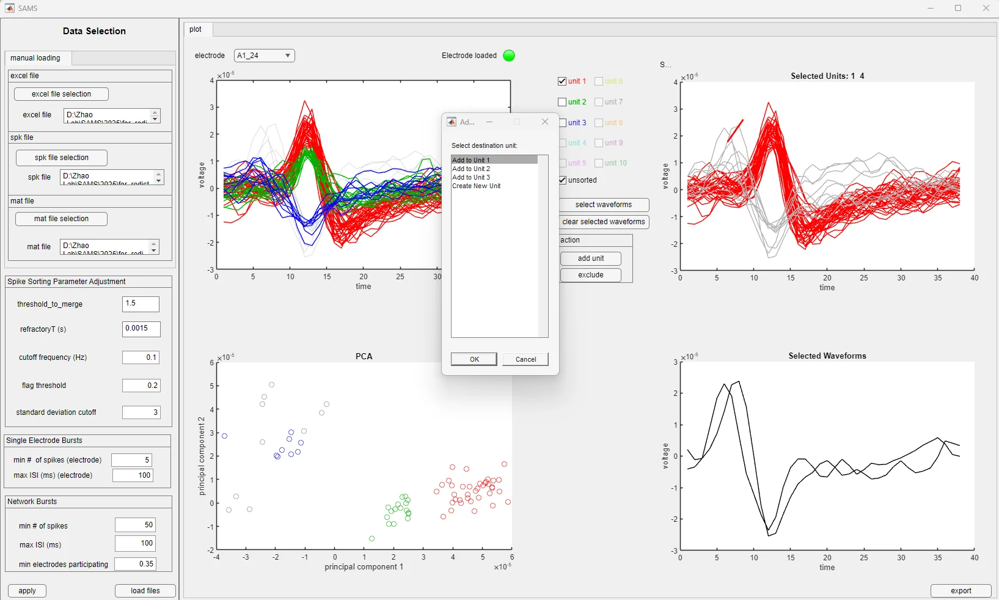 SAMS
Data Selection
manual loading
excel file
excel file selection
excel file
D:\Zhao
spk file
spk file selection
spk file
D:\Zhao
mat file
mat file selection
mat file
D:\Zhao
Spike Sorting Parameter Adjustment
threshold_to_merge 1.5
refractoryT (s) 0.0015
cutoff frequency (Hz) 0.1
flag threshold 0.2
standard deviation cutoff 3
Single Electrode Bursts
min # of spikes (electrode) 5
max ISI (ms) (electrode) 100
Network Bursts
min # of spikes 50
max ISI (ms) 100
min electrodes participating 0.35
apply
load files
plot
electrode A1_24
Electrode loaded
×10-5
4
3
2
1
0
-1
-2
-3
voltage
0 5 10 15 20 25 30
time
unit 1 unit 6
unit 2 unit 7
unit 3 unit 8
unit 4 unit 9
unit 5 unit 10
unsorted
select waveforms
clear selected waveforms
action
add unit
exclude
Ad...
Select destination unit:
Add to Unit 1
Add to Unit 2
Add to Unit 3
Create New Unit
OK Cancel
S...
Selected Units: 1 4
×10-5
4
3
2
1
0
-1
-2
-3
voltage
0 5 10 15 20 25 30 35 40
time
PCA
×10-5
6
5
4
3
2
1
0
-1
-2
principal component 2
-4 -3 -2 -1 0 1 2 3 4 5 6
principal component 1
×10-5
Selected Waveforms
×10-5
3
2
1
0
-1
-2
-3
voltage
0 5 10 15 20 25 30 35 40
time
export